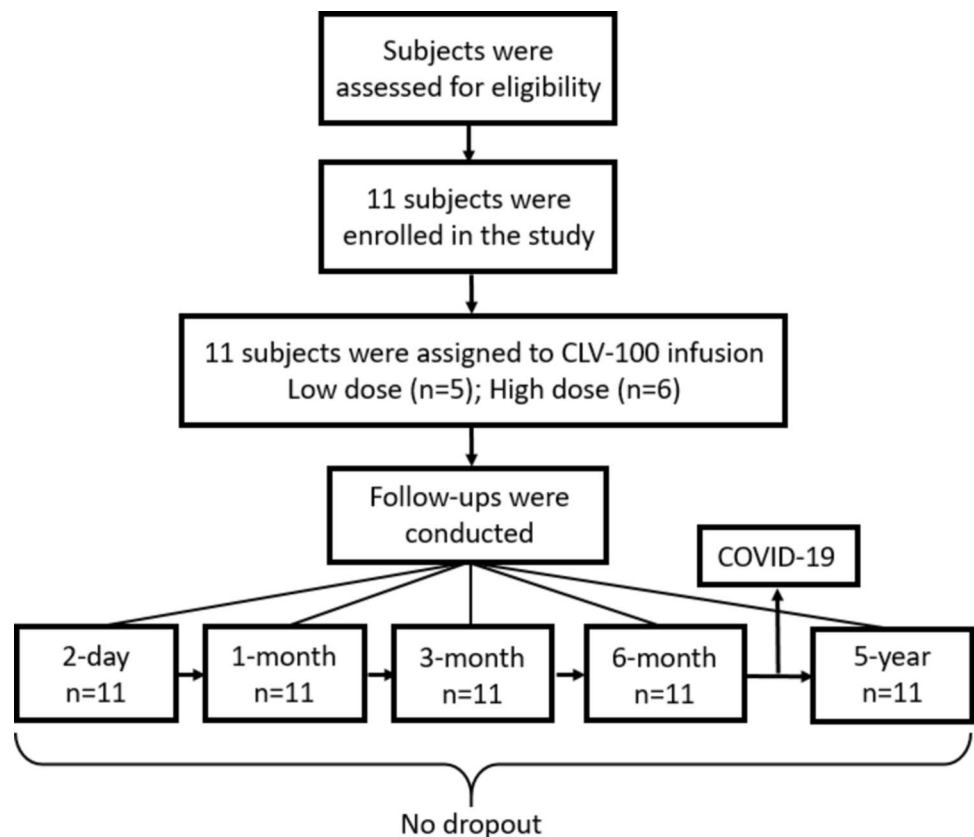 Subjects were
assessed for eligibility
11 subjects were
enrolled in the study
11 subjects were assigned to CLV-100 infusion
Low dose (n=5); High dose (n=6)
Follow-ups were
conducted
COVID-19
2-day
n=11
1-month
n=11
3-month
n=11
6-month
n=11
5-year
n=11
No dropout